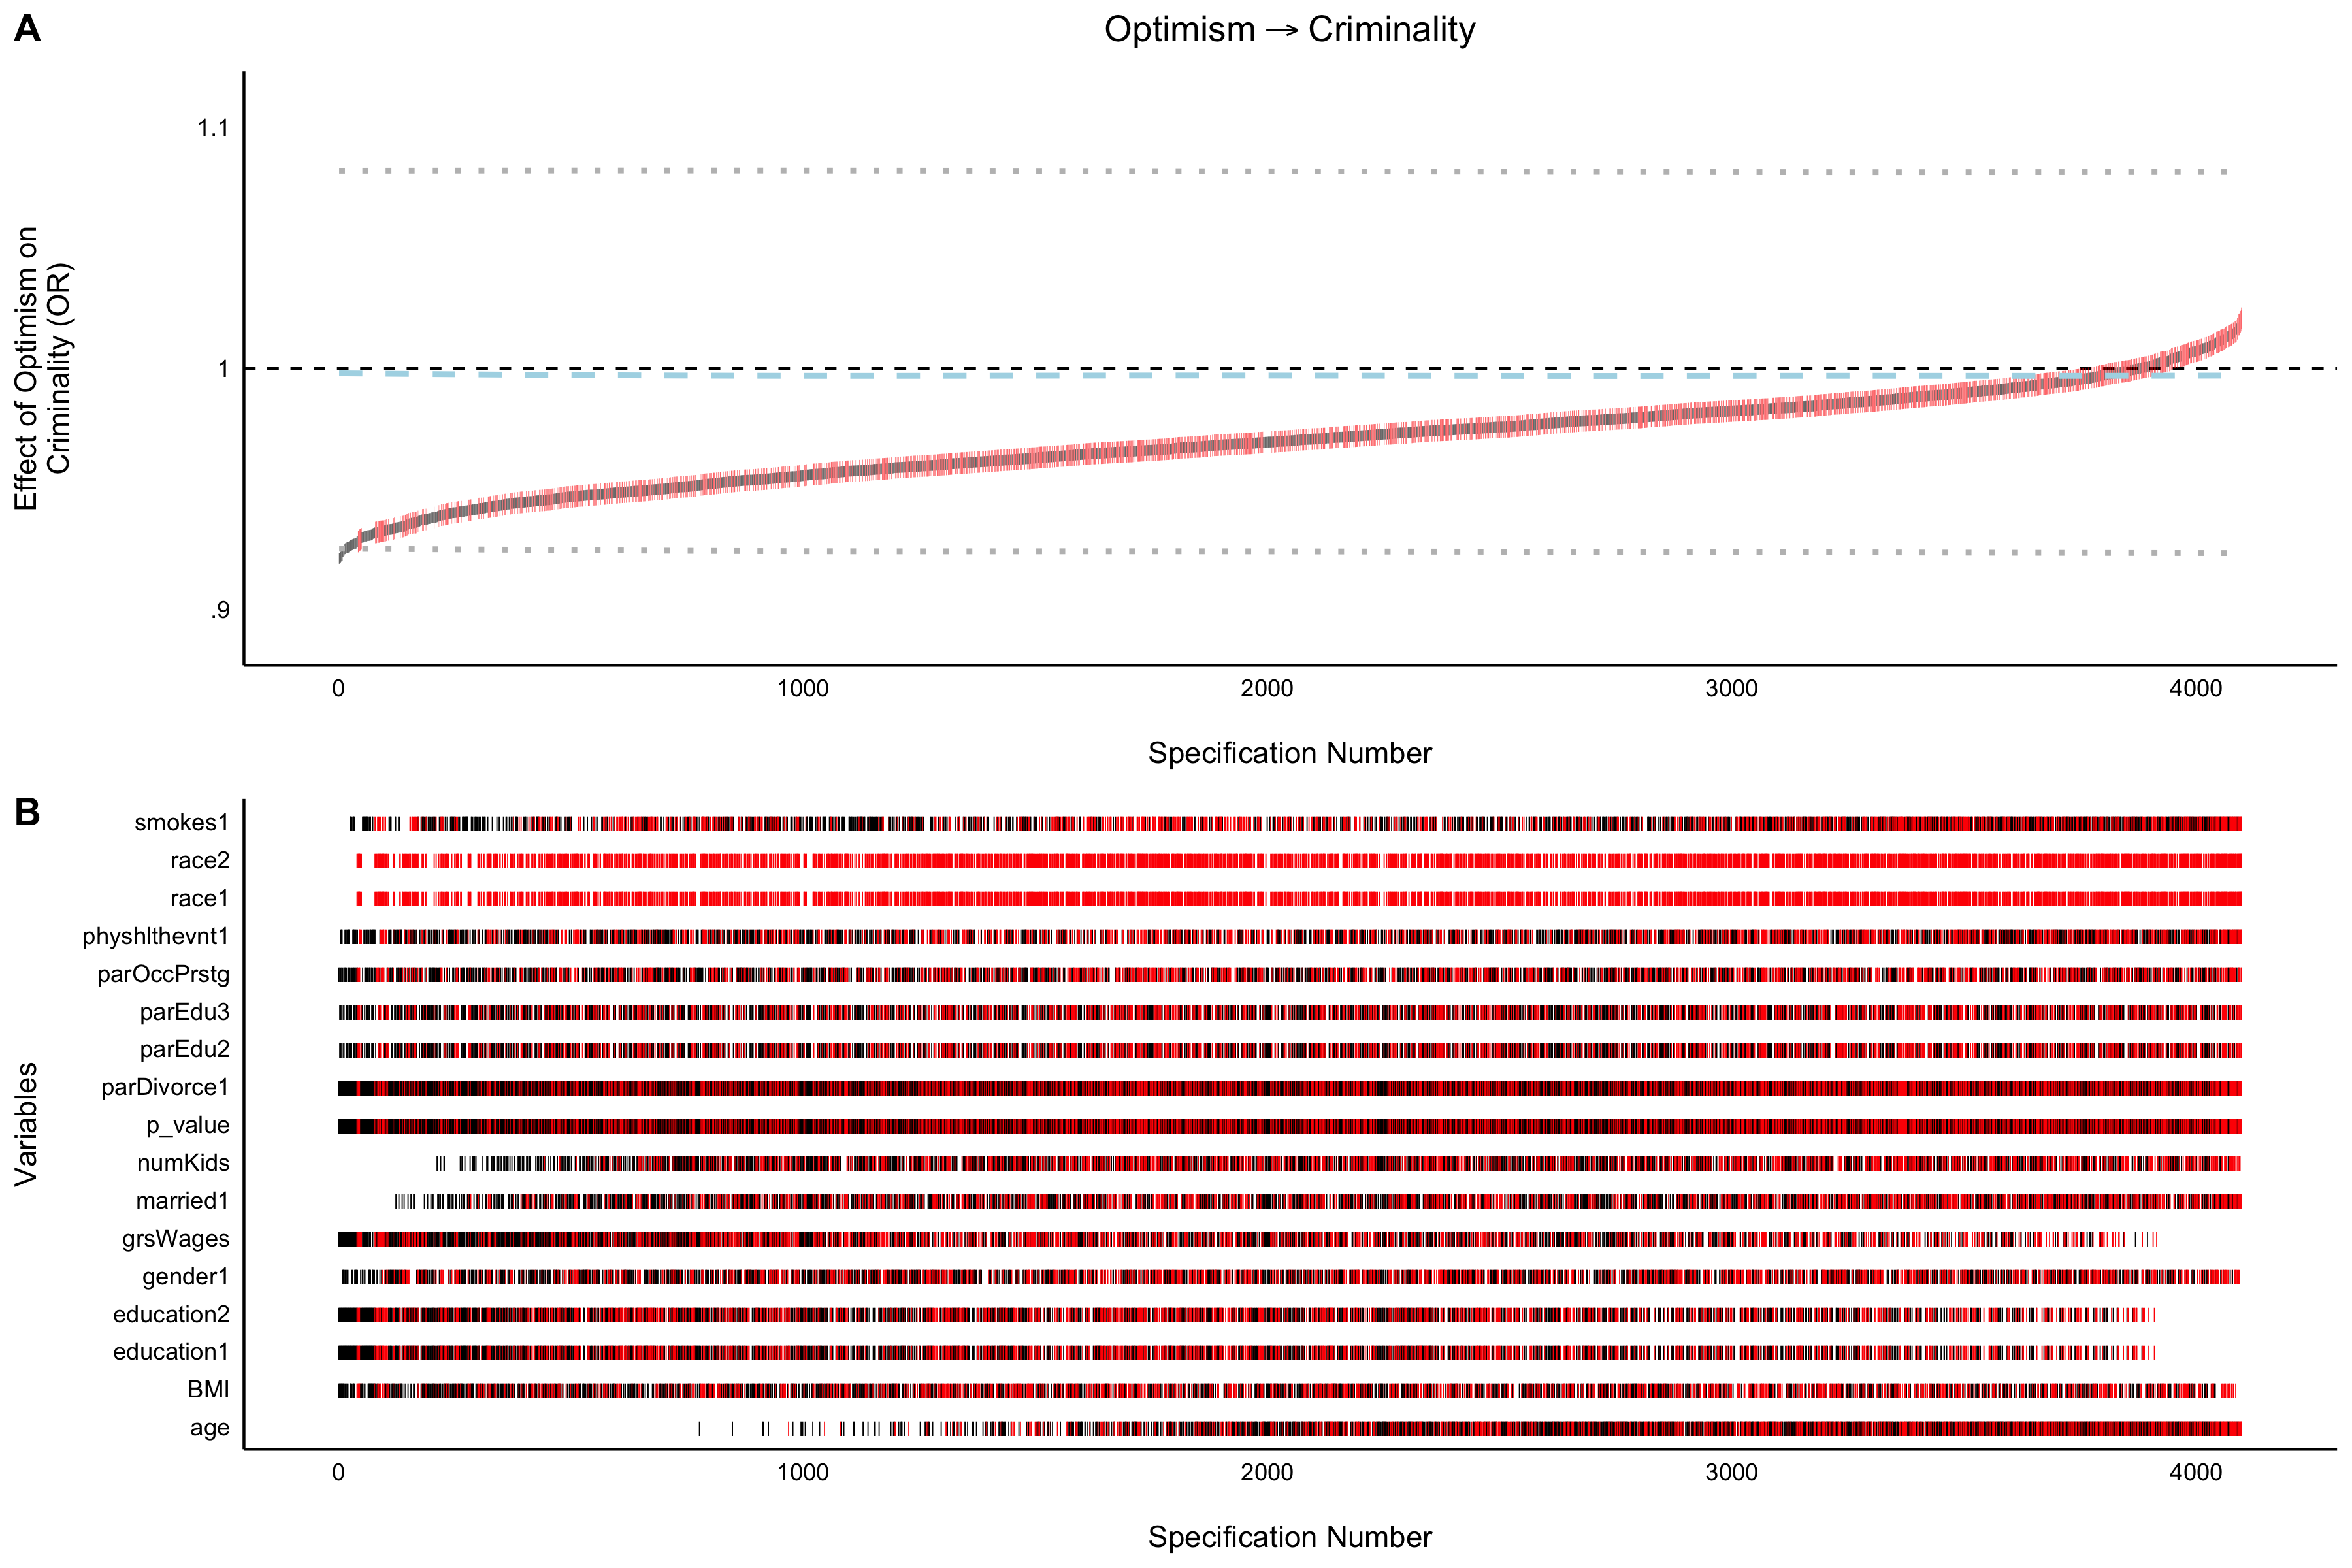 A
Optimism → Criminality
Effect of Optimism on
Criminality (OR)
1.1
1
.9
0 1000 2000 3000 4000
Specification Number
B
Variables
smokes1
race2
race1
physhlthevnt1
parOccPrstg
parEdu3
parEdu2
parDivorce1
p_value
numKids
married1
grsWages
gender1
education2
education1
BMI
age
0 1000 2000 3000 4000
Specification Number